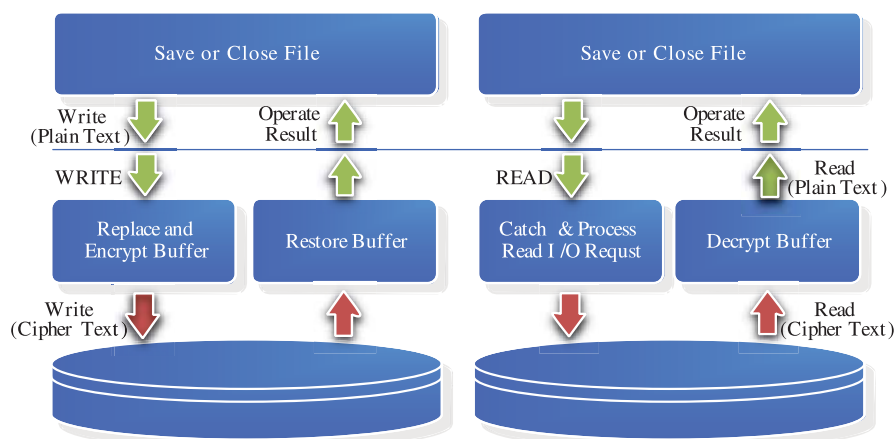 Save or Close File
Save or Close File
Write
(Plain Text)
Operate
Result
Operate
Result
WRITE
READ
Read
(Plain Text)
Replace and
Encrypt Buffer
Restore Buffer
Catch & Process
Read I /O Requst
Decrypt Buffer
Write
(Cipher Text)
Read
(Cipher Text)